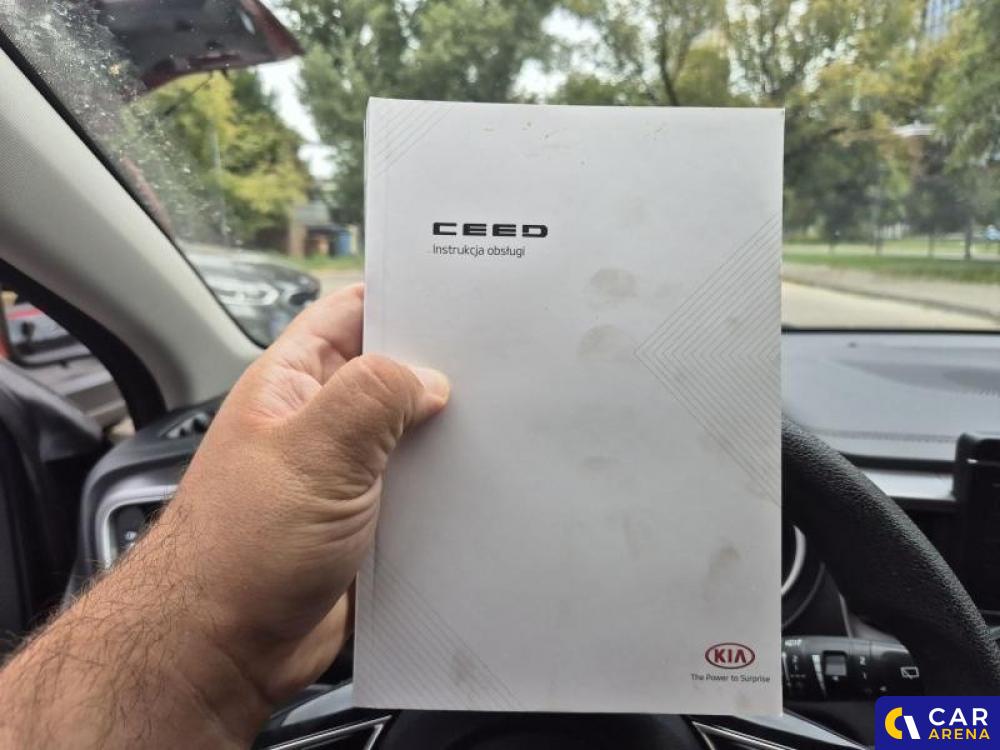 CEED
Instrukcja obsługi
KIA
The Power to Surprise
CAR
ARENA